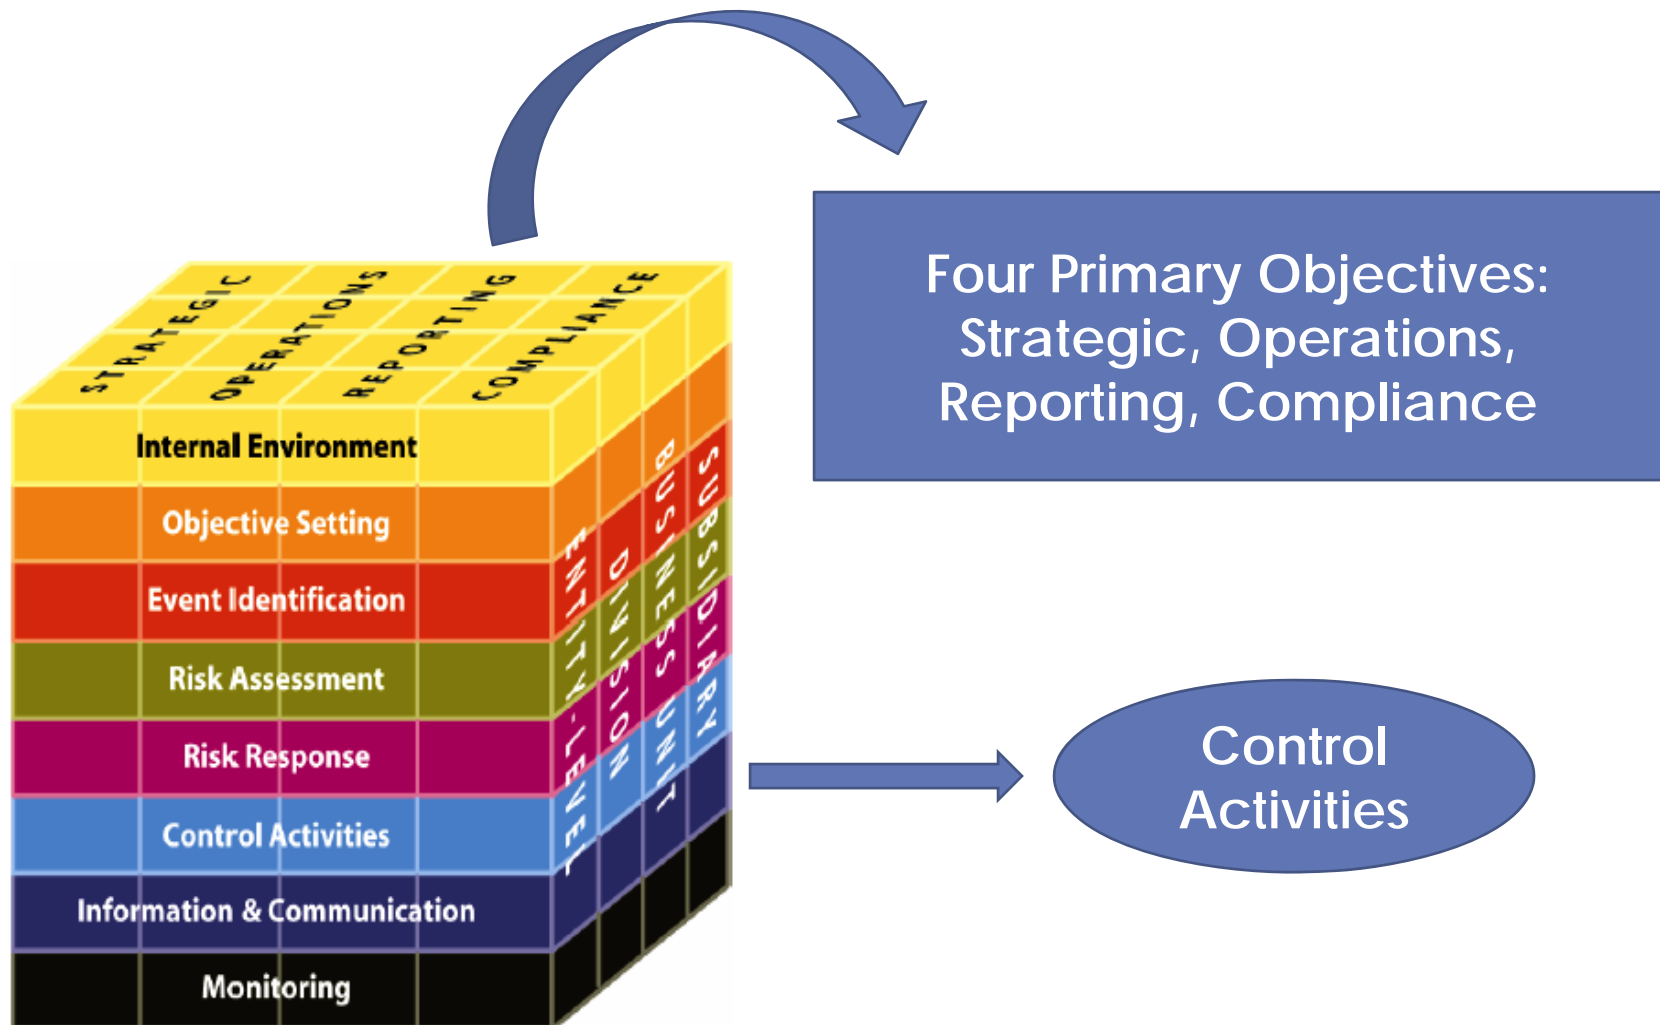 STRATEGIC
OPERATIONS
REPORTING
COMPLIANCE
Internal Environment
Objective Setting
Event Identification
Risk Assessment
Risk Response
Control Activities
Information & Communication
Monitoring
ENTITY-LEVEL
DIVISION
BUSINESS UNIT
SUBSIDIARY
Four Primary Objectives:
Strategic, Operations,
Reporting, Compliance
Control
Activities